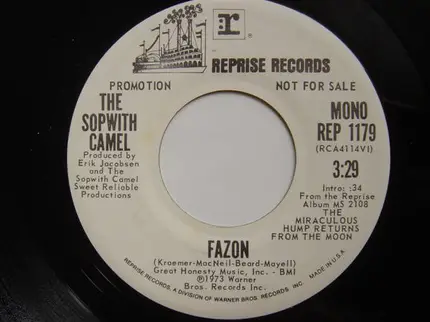 r
REPRISE RECORDS
PROMOTION
NOT FOR SALE
THE
SOPWITH
CAMEL
Produced by
Erik Jacobsen
and The
Sopwith Camel
Sweet Reliable
Productions
MONO
REP 1179
(RCA4114V1)
3:29
Intro: :34
From the Reprise
Album MS 2108
THE
MIRACULOUS
HUMP RETURNS
FROM THE MOON
FAZON
(Kraemer-MacNeil-Beard-Mayell)
Great Honesty Music, Inc. - BMI
℗1973 Warner
Bros. Records Inc.
REPRISE RECORDS, A DIVISION OF WARNER BROS. RECORDS INC. MADE IN U.S.A.